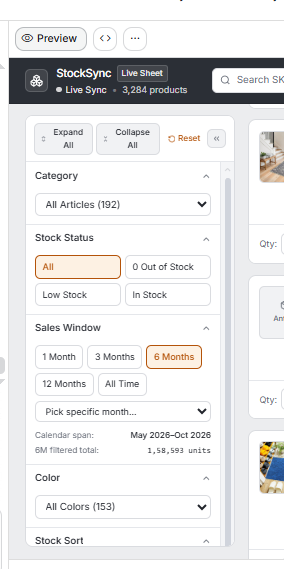 Preview
<>
...
StockSync Live Sheet
Live Sync • 3,284 products
Search SK
Expand All
Collapse All
Reset
«
Category
All Articles (192)
Stock Status
All
0 Out of Stock
Low Stock
In Stock
Sales Window
1 Month
3 Months
6 Months
12 Months
All Time
Pick specific month...
Calendar span: May 2026–Oct 2026
6M filtered total: 1,58,593 units
Color
All Colors (153)
Stock Sort
Qty:
Ant
Qty: